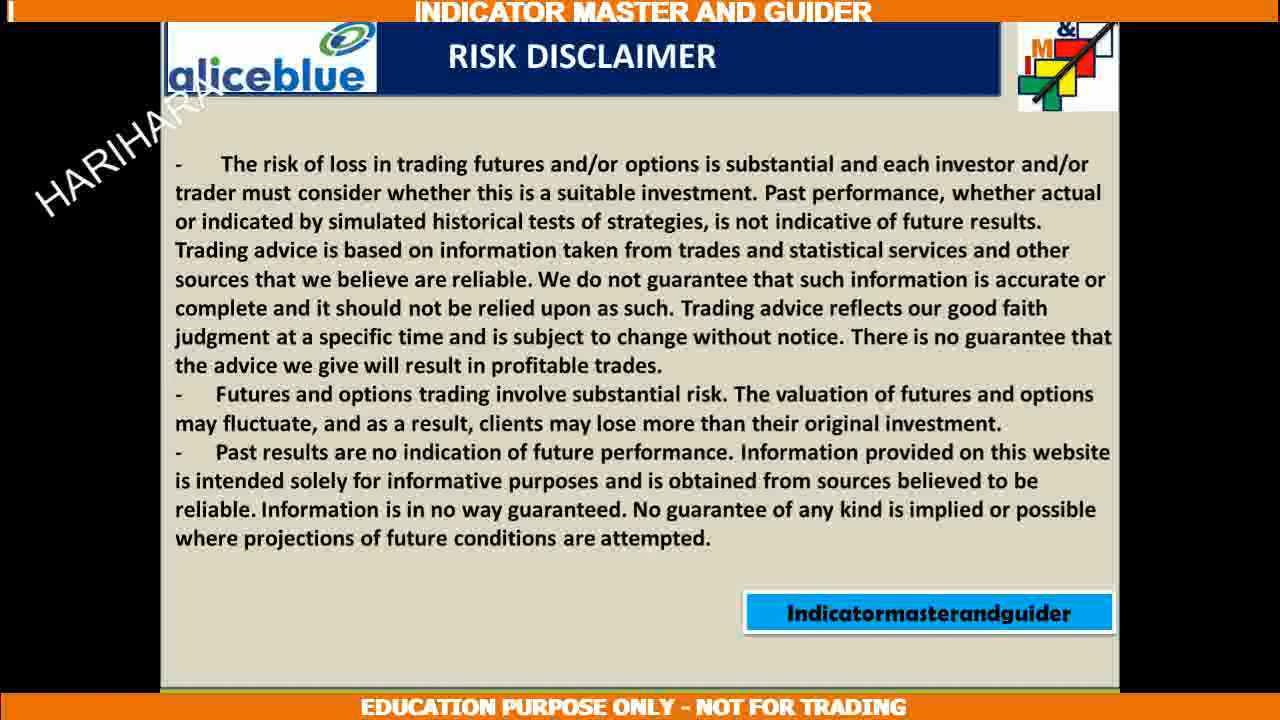 INDICATOR MASTER AND GUIDER
aliceblue
RISK DISCLAIMER
I M &
HARIHARA
- The risk of loss in trading futures and/or options is substantial and each investor and/or
trader must consider whether this is a suitable investment. Past performance, whether actual
or indicated by simulated historical tests of strategies, is not indicative of future results.
Trading advice is based on information taken from trades and statistical services and other
sources that we believe are reliable. We do not guarantee that such information is accurate or
complete and it should not be relied upon as such. Trading advice reflects our good faith
judgment at a specific time and is subject to change without notice. There is no guarantee that
the advice we give will result in profitable trades.
- Futures and options trading involve substantial risk. The valuation of futures and options
may fluctuate, and as a result, clients may lose more than their original investment.
- Past results are no indication of future performance. Information provided on this website
is intended solely for informative purposes and is obtained from sources believed to be
reliable. Information is in no way guaranteed. No guarantee of any kind is implied or possible
where projections of future conditions are attempted.
Indicatormasterandguider
EDUCATION PURPOSE ONLY - NOT FOR TRADING